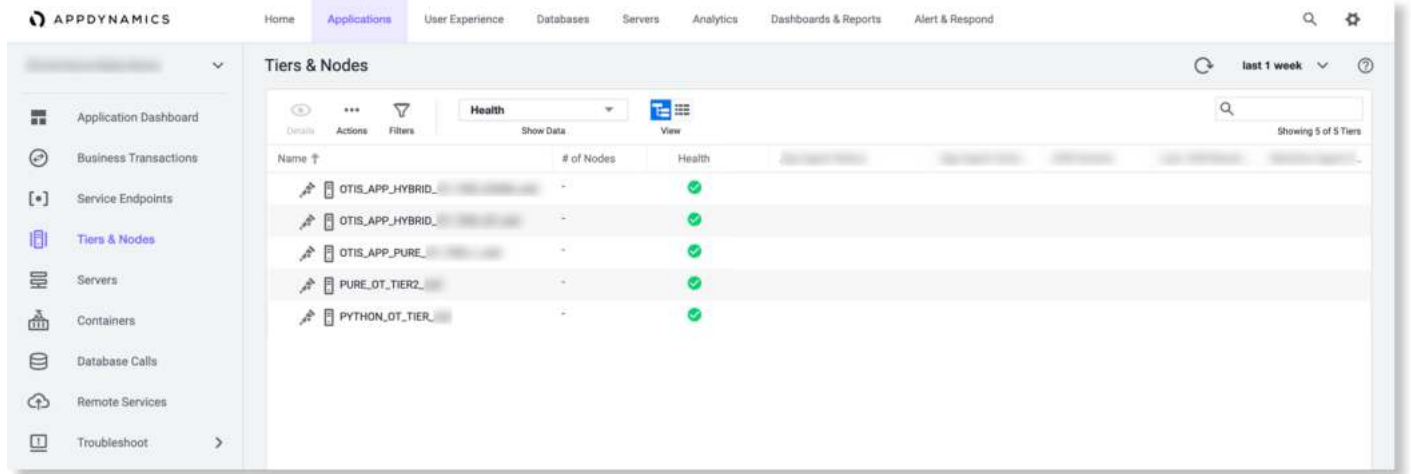 APPDYNAMICS
Home Applications User Experience Databases Servers Analytics Dashboards & Reports Alert & Respond
Tiers & Nodes
last 1 week
Application Dashboard
Business Transactions
Service Endpoints
Tiers & Nodes
Servers
Containers
Database Calls
Remote Services
Troubleshoot
Details Actions Filters
Health
Show Data
View
Showing 5 of 5 Tiers
Name # of Nodes Health
OTIS_APP_HYBRID_ -
OTIS_APP_HYBRID_ -
OTIS_APP_PURE_ -
PURE_OT_TIER2_ -
PYTHON_OT_TIER_ -